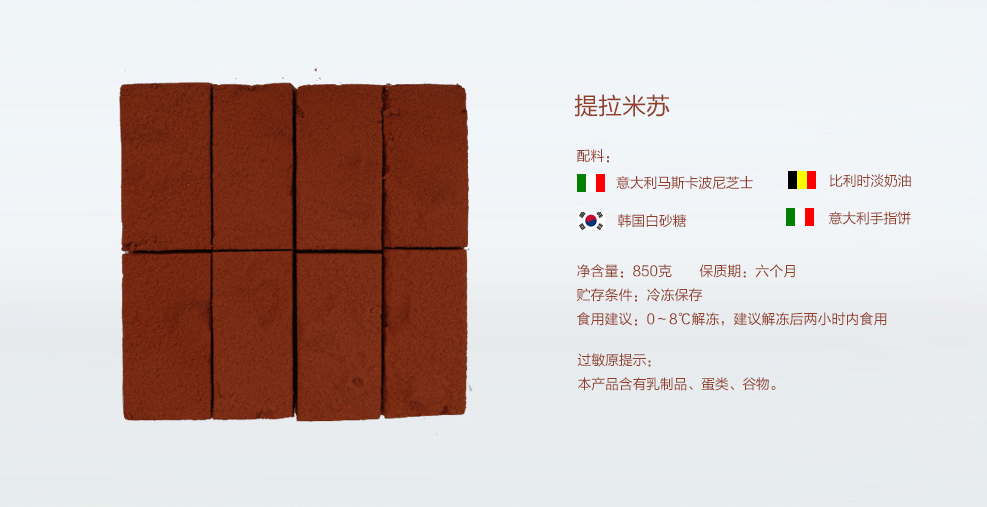 提拉米苏
配料：
意大利马斯卡波尼芝士 比利时淡奶油
韩国白砂糖 意大利手指饼
净含量：850克 保质期：六个月
贮存条件：冷冻保存
食用建议：0~8℃解冻，建议解冻后两小时内食用
过敏原提示：
本产品含有乳制品、蛋类、谷物。